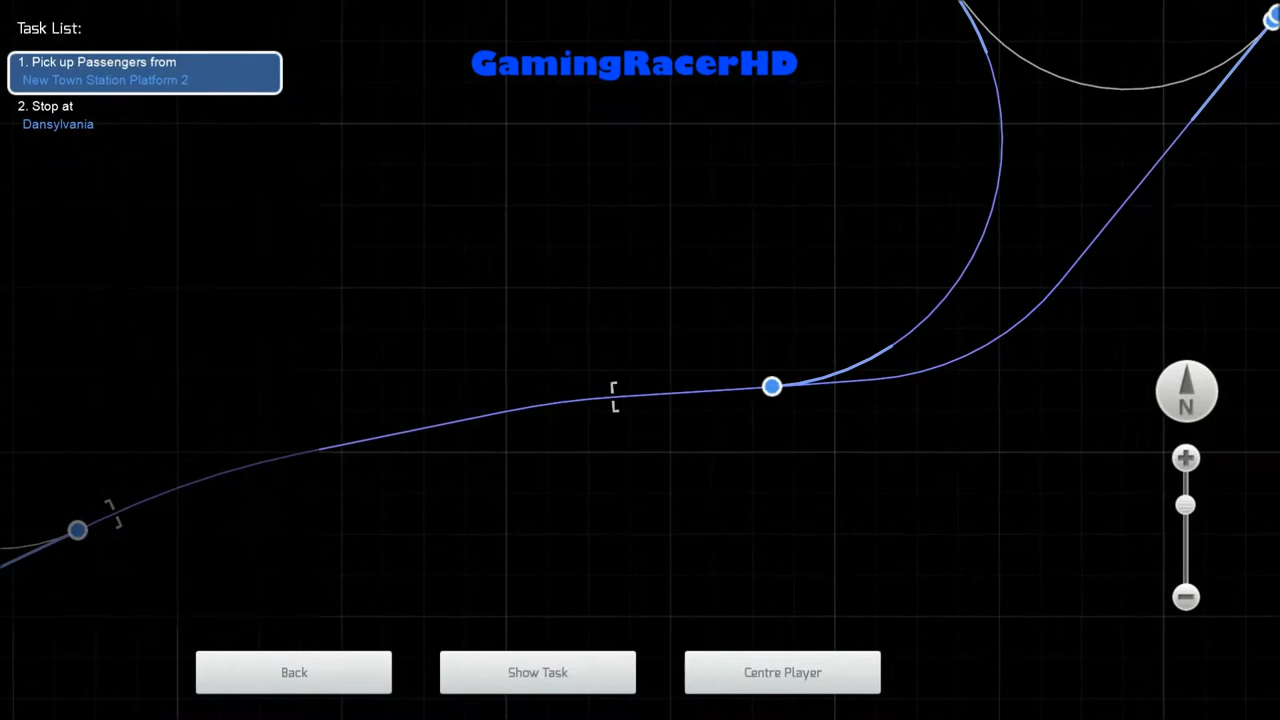 Task List:
GamingRacerHD
1. Pick up Passengers from
New Town Station Platform 2
2. Stop at
Dansylvania
N
Back
Show Task
Centre Player